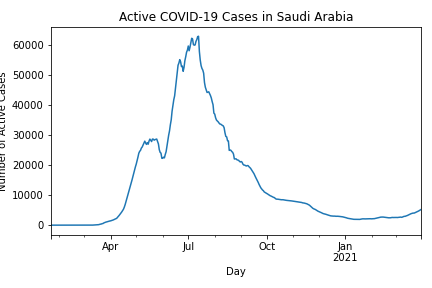 Active COVID-19 Cases in Saudi Arabia
60000
50000
40000
30000
20000
10000
0
Number of Active Cases
Apr
Jul
Oct
Jan
2021
Day